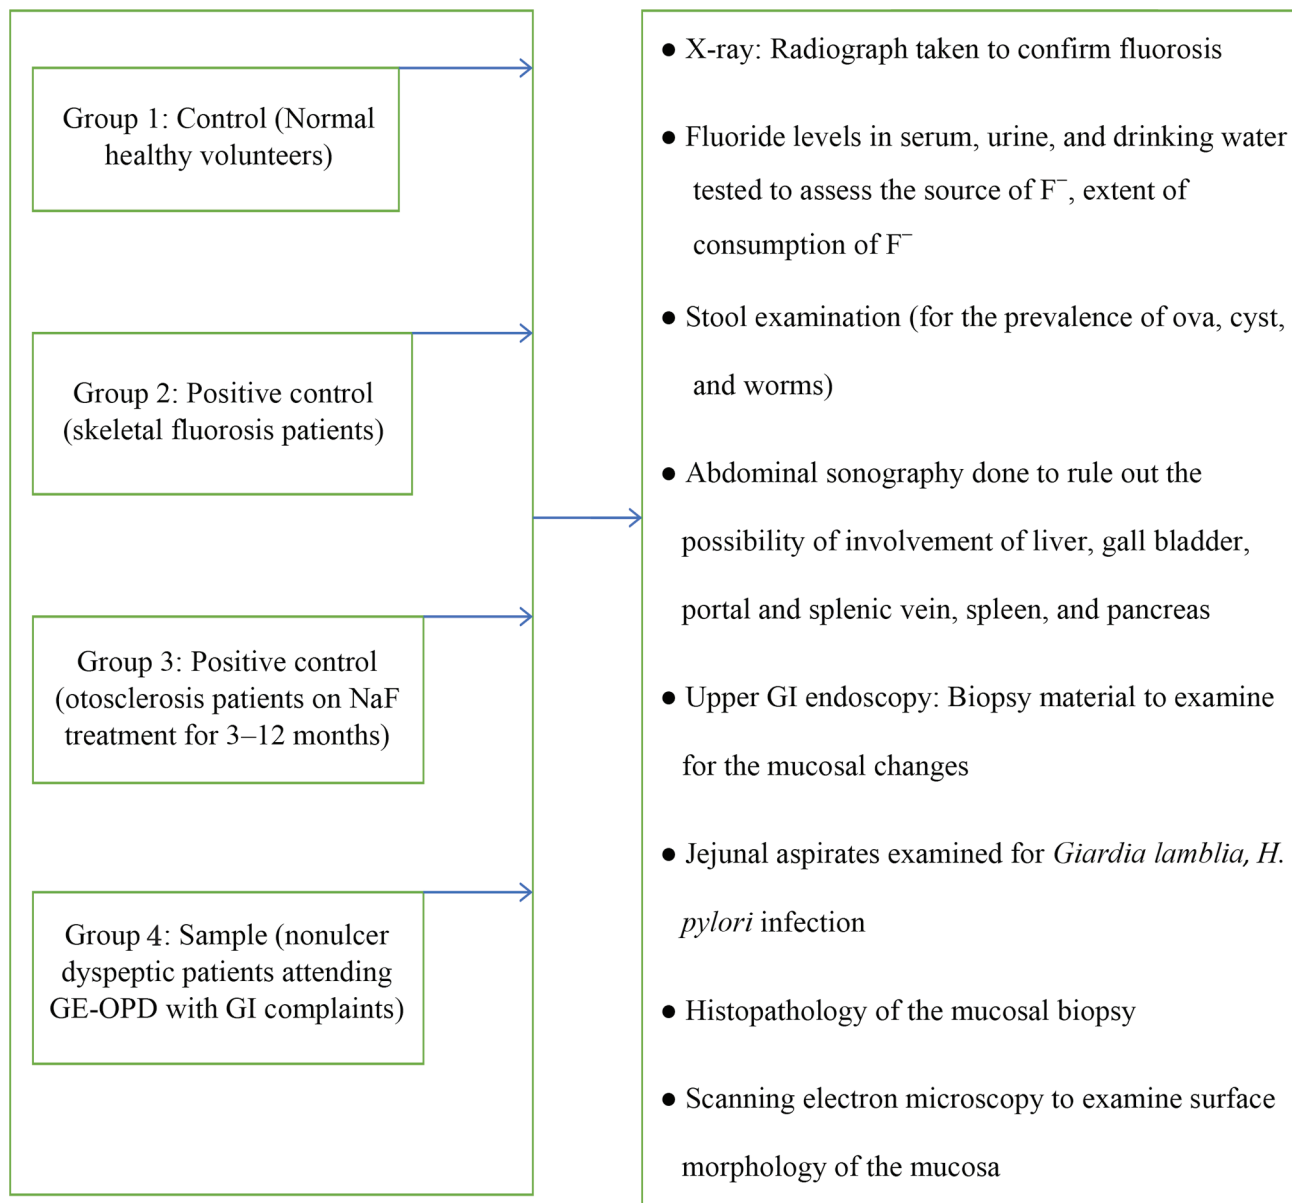 Group 1: Control (Normal
healthy volunteers)
Group 2: Positive control
(skeletal fluorosis patients)
Group 3: Positive control
(otosclerosis patients on NaF
treatment for 3–12 months)
Group 4: Sample (nonulcer
dyspeptic patients attending
GE-OPD with GI complaints)
● X-ray: Radiograph taken to confirm fluorosis
● Fluoride levels in serum, urine, and drinking water
tested to assess the source of F⁻, extent of
consumption of F⁻
● Stool examination (for the prevalence of ova, cyst,
and worms)
● Abdominal sonography done to rule out the
possibility of involvement of liver, gall bladder,
portal and splenic vein, spleen, and pancreas
● Upper GI endoscopy: Biopsy material to examine
for the mucosal changes
● Jejunal aspirates examined for Giardia lamblia, H.
pylori infection
● Histopathology of the mucosal biopsy
● Scanning electron microscopy to examine surface
morphology of the mucosa